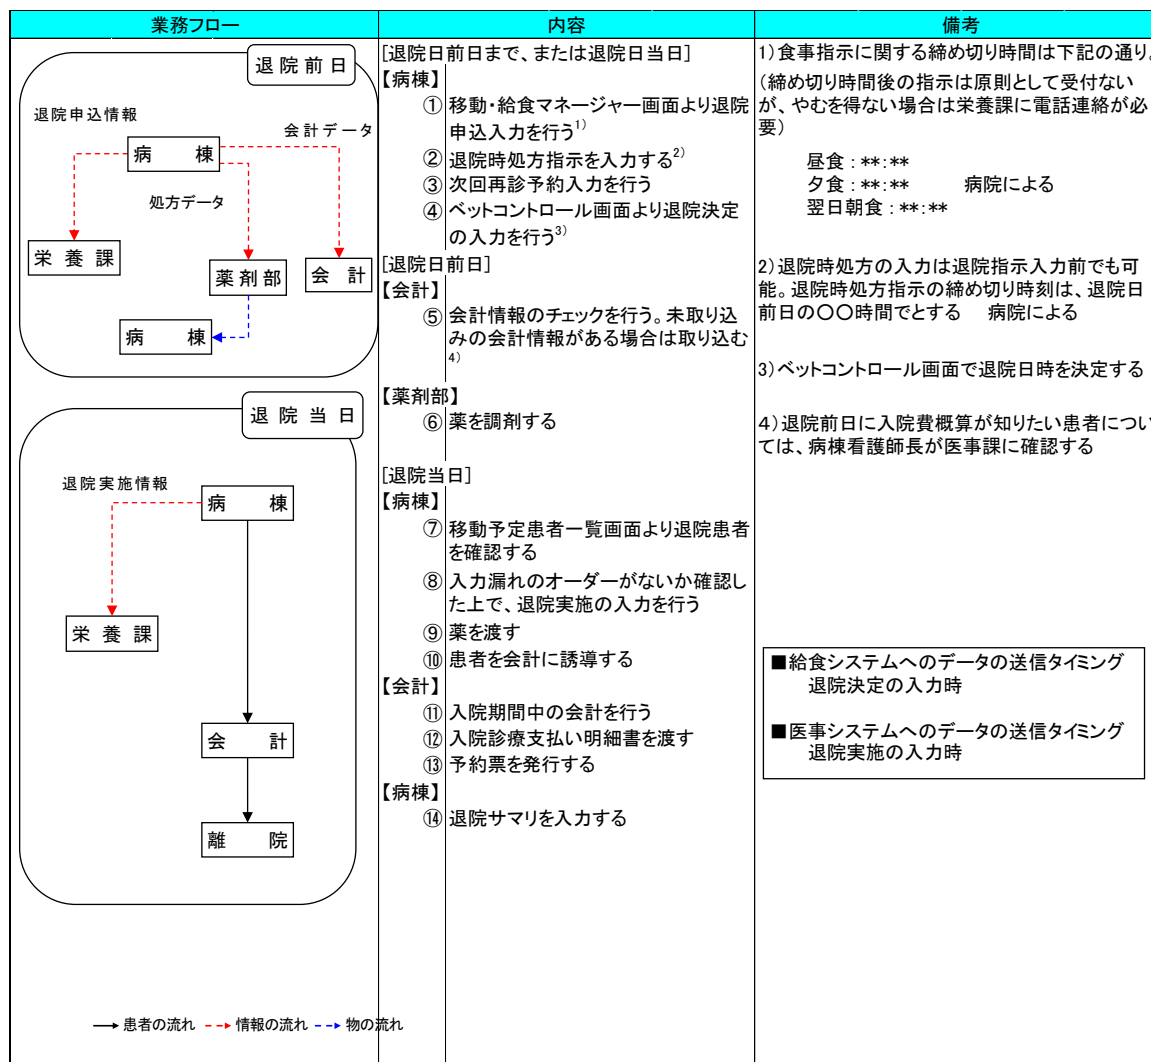 業務フロー
内容
備考
退院前日
退院申込情報
会計データ
病　棟
処方データ
栄養課
薬剤部
会計
病　棟
退院当日
退院実施情報
病　棟
栄養課
会　計
離　院
患者の流れ 情報の流れ 物の流れ
[退院日前日まで、または退院日当日]
【病棟】
① 移動・給食マネージャー画面より退院
申込入力を行う1)
② 退院時処方指示を入力する2)
③ 次回再診予約入力を行う
④ ベットコントロール画面より退院決定
の入力を行う3)
[退院日前日]
【会計】
⑤ 会計情報のチェックを行う。未取り込
みの会計情報がある場合は取り込む
4)
【薬剤部】
⑥ 薬を調剤する
[退院当日]
【病棟】
⑦ 移動予定患者一覧画面より退院患者
を確認する
⑧ 入力漏れのオーダーがないか確認し
た上で、退院実施の入力を行う
⑨ 薬を渡す
⑩ 患者を会計に誘導する
【会計】
⑪ 入院期間中の会計を行う
⑫ 入院診療支払い明細書を渡す
⑬ 予約票を発行する
【病棟】
⑭ 退院サマリを入力する
1)食事指示に関する締め切り時間は下記の通り。
(締め切り時間後の指示は原則として受付ない
が、やむを得ない場合は栄養課に電話連絡が必
要)
昼食：**:**
夕食：**:**　　病院による
翌日朝食：**:**
2)退院時処方の入力は退院指示入力前でも可
能。退院時処方指示の締め切り時刻は、退院日
前日の〇〇時間でとする　病院による
3)ベットコントロール画面で退院日時を決定する
4)退院前日に入院費概算が知りたい患者につい
ては、病棟看護師長が医事課に確認する
■給食システムへのデータの送信タイミング
退院決定の入力時
■医事システムへのデータの送信タイミング
退院実施の入力時